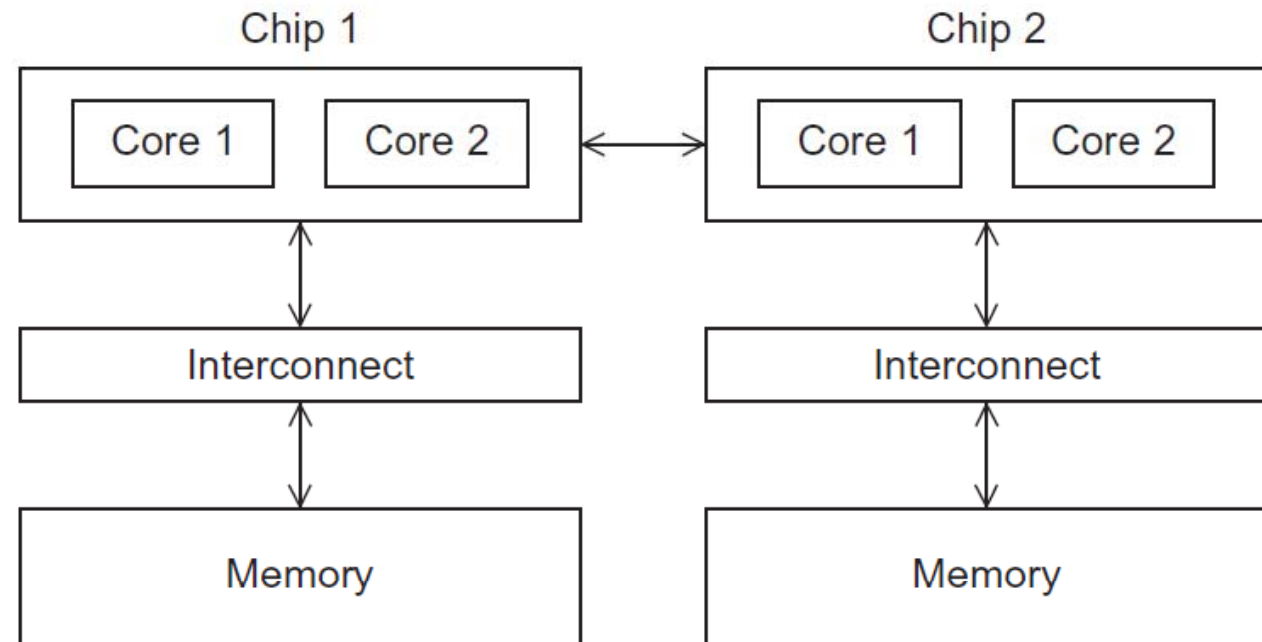 Chip 1
Chip 2
Core 1
Core 2
Core 1
Core 2
Interconnect
Interconnect
Memory
Memory